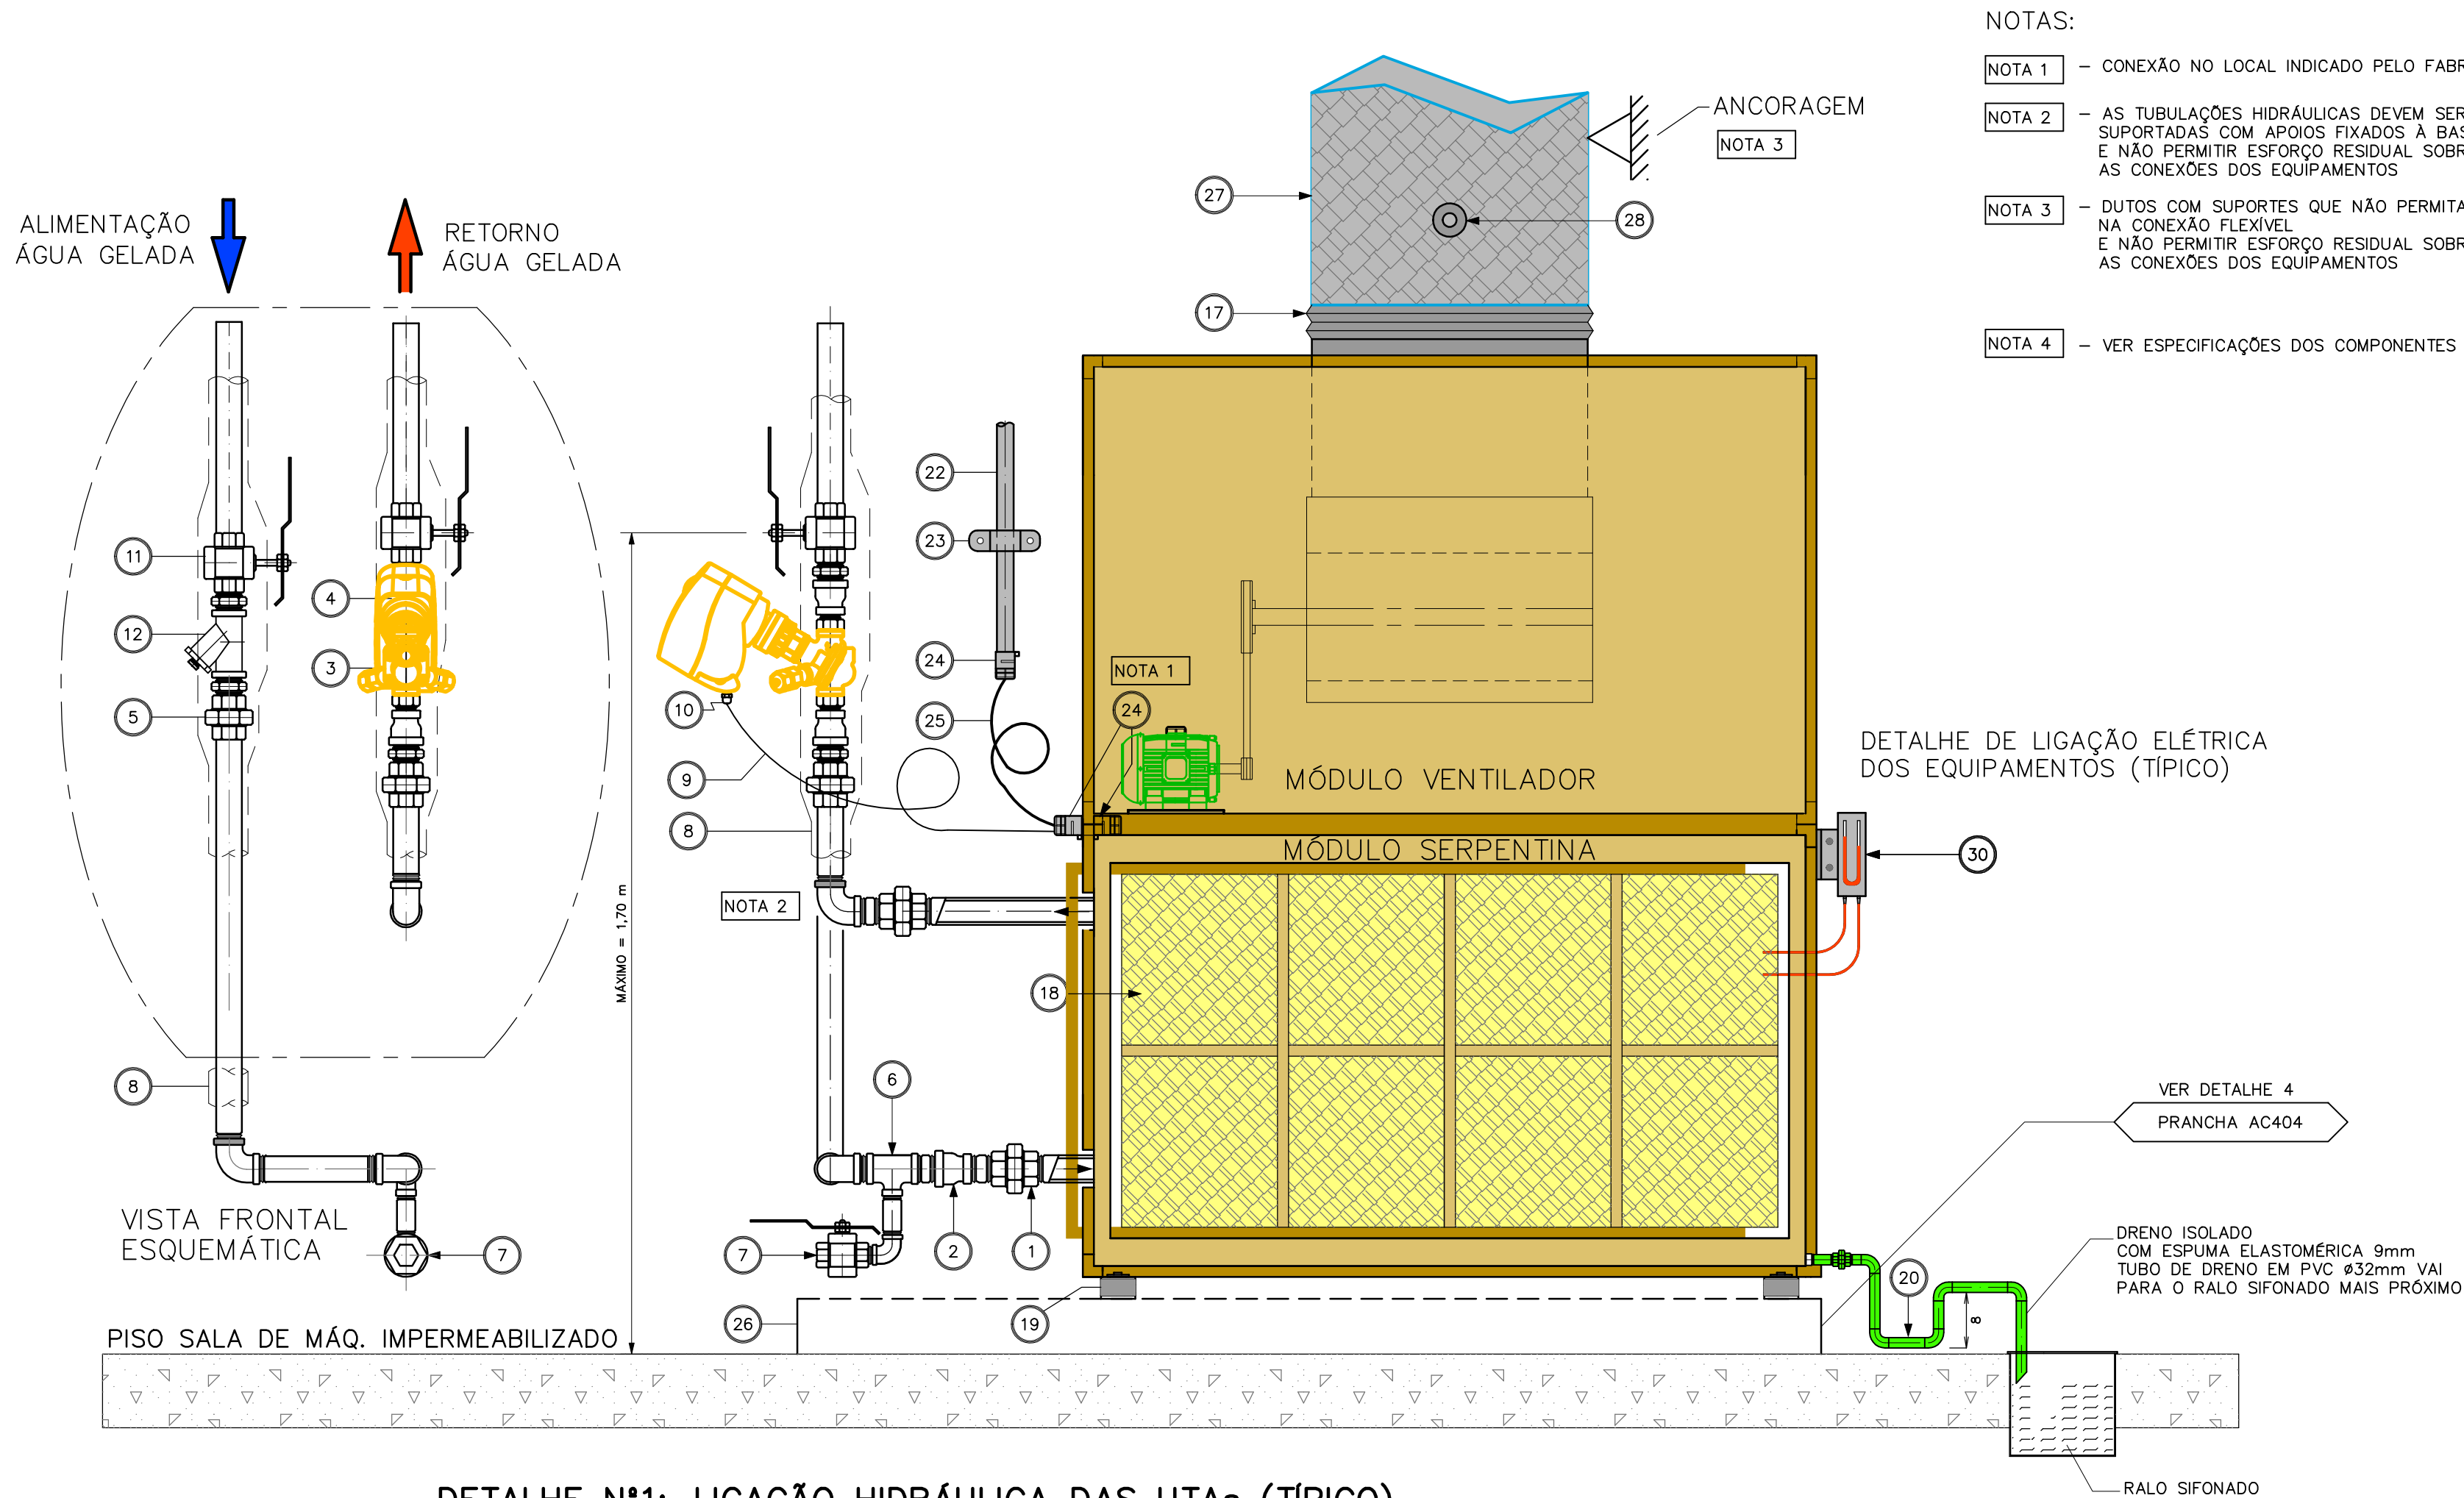 NOTAS:
NOTA 1 – CONEXÃO NO LOCAL INDICADO PELO
NOTA 2 – AS TUBULAÇÕES HIDRÁULICAS DEVEM SER
SUPORTADAS COM APOIOS FIXADOS À
E NÃO PERMITIR ESFORÇO RESIDUAL
AS CONEXÕES DOS EQUIPAMENTOS
NOTA 3 – DUTOS COM SUPORTES QUE NÃO
NA CONEXÃO FLEXÍVEL
E NÃO PERMITIR ESFORÇO RESIDUAL
AS CONEXÕES DOS EQUIPAMENTOS
NOTA 4 – VER ESPECIFICAÇÕES DOS COMPONENTES
ANCORAGEM
NOTA 3
27
28
17
ALIMENTAÇÃO
ÁGUA GELADA
RETORNO
ÁGUA GELADA
11
12
5
4
3
8
7
VISTA FRONTAL
ESQUEMÁTICA
22
23
24
25
10
9
8
NOTA 1
24
MÓDULO VENTILADOR
MÓDULO SERPENTINA
DETALHE DE LIGAÇÃO ELÉTRICA
DOS EQUIPAMENTOS (TÍPICO)
30
NOTA 2
MÁXIMO = 1,70 m
18
6
7
2
1
26
19
VER DETALHE 4
PRANCHA AC404
DRENO ISOLADO
COM ESPUMA ELASTOMÉRICA 9mm
TUBO DE DRENO EM PVC ø32mm VAI
PARA O RALO SIFONADO MAIS PRÓXIMO
20
8
PISO SALA DE MÁQ. IMPERMEABILIZADO
RALO SIFONADO
DETALHE Nº1: LIGAÇÃO HIDRÁULICA DAS UTAs (TÍPICO)